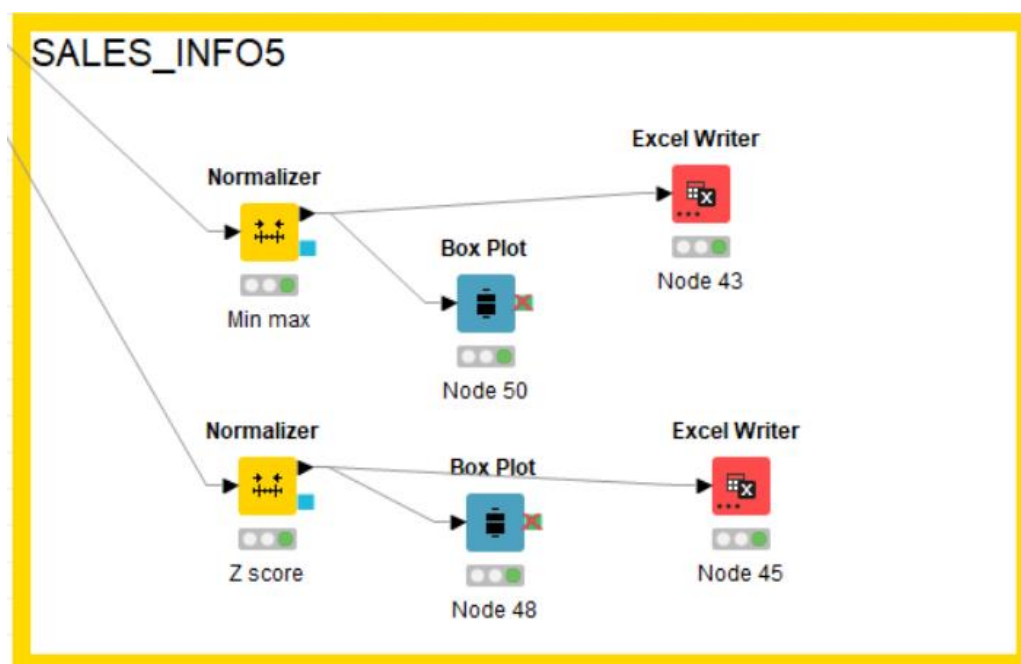 SALES_INFO5
Excel Writer
Normalizer
Box Plot
Node 43
Min max
Node 50
Normalizer
Excel Writer
Box Plot
Z score
Node 45
Node 48